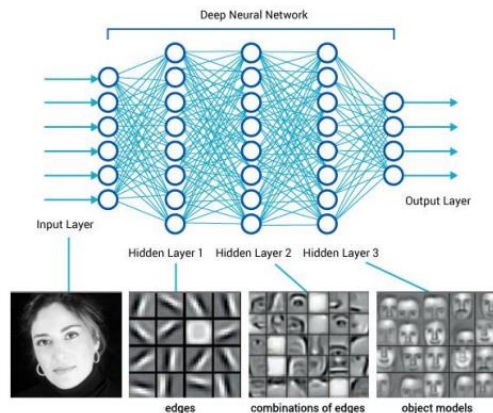 Deep Neural Network
Input Layer
Output Layer
Hidden Layer 1 Hidden Layer 2 Hidden Layer 3
edges combinations of edges object models